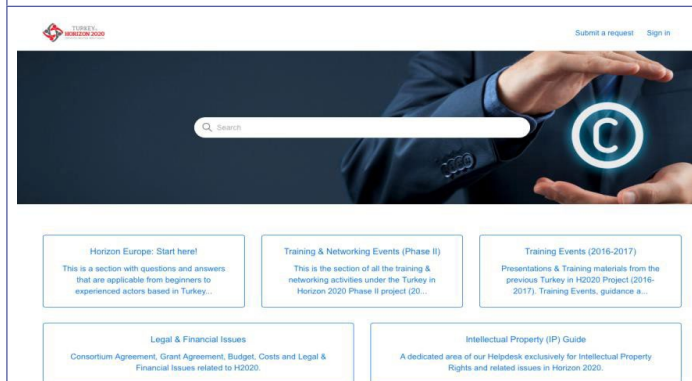 TURKEY
HORIZON 2020
Submit a request Sign in
Search
©
Horizon Europe: Start here!
This is a section with questions and answers
that are applicable from beginners to
experienced actors based in Turkey...
Training & Networking Events (Phase II)
This is the section of all the training &
networking activities under the Turkey in
Horizon 2020 Phase II project (20...
Training Events (2016-2017)
Presentations & Training materials from the
previous Turkey in H2020 Project (2016-
2017). Training Events, guidance a...
Legal & Financial Issues
Consortium Agreement, Grant Agreement, Budget, Costs and Legal &
Financial Issues related to H2020.
Intellectual Property (IP) Guide
A dedicated area of our Helpdesk exclusively for Intellectual Property
Rights and related issues in Horizon 2020.